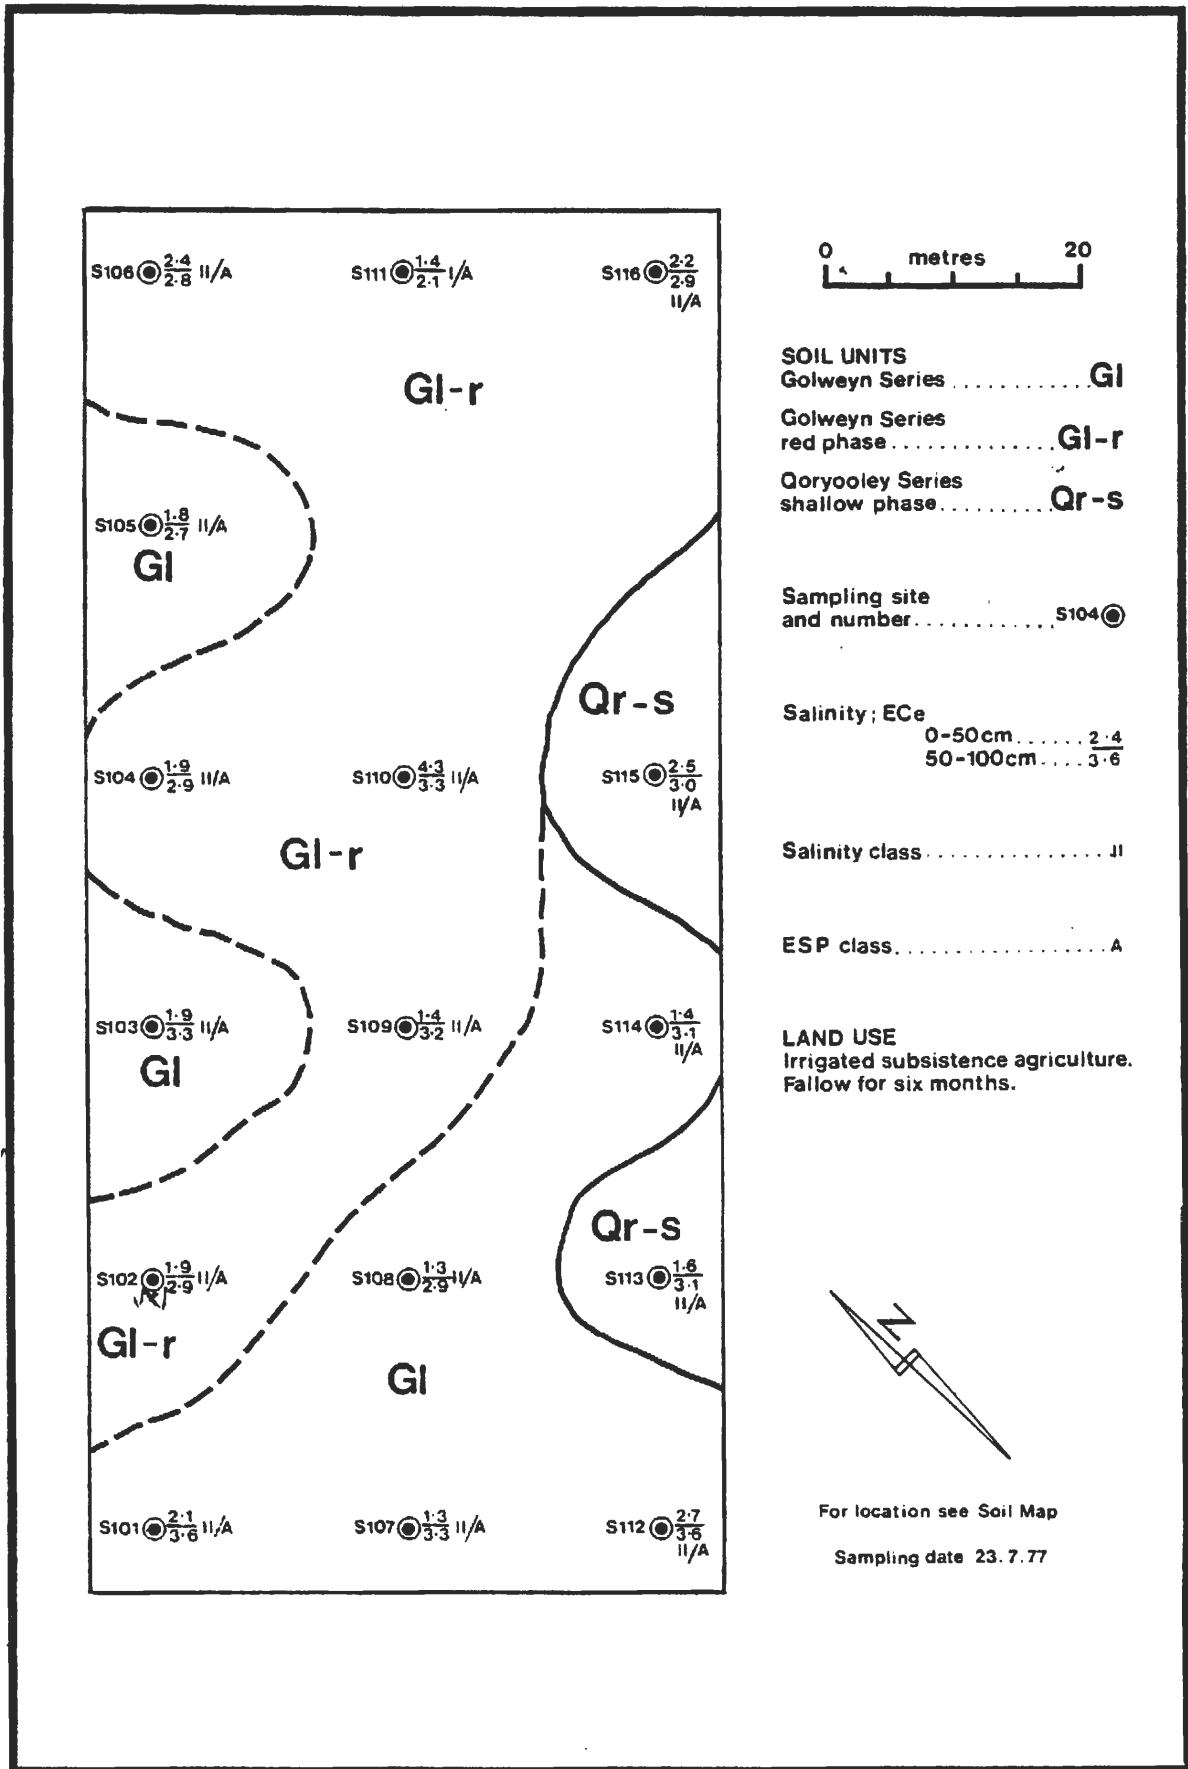 S106 2·4 II/A
2·8
S111 1·4 I/A
2·1
S116 2·2
2·9
II/A
Gl-r
S105 1·8 II/A
2·7
Gl
Qr-s
S104 1·9 II/A
2·9
S110 4·3 II/A
3·3
S115 2·5
3·0
II/A
Gl-r
S103 1·9 II/A
3·3
Gl
S109 1·4 II/A
3·2
S114 1·4
3·1
II/A
Qr-s
S102 1·9 II/A
2·9
S108 1·3 II/A
2·9
S113 1·6
3·1
II/A
Gl-r
Gl
S101 2·1 II/A
3·6
S107 1·3 II/A
3·3
S112 2·7
3·6
II/A
0 metres 20
SOIL UNITS
Golweyn Series ............ Gl
Golweyn Series
red phase .............. Gl-r
Qoryooley Series
shallow phase .......... Qr-s
Sampling site
and number ............ S104
Salinity; ECe
0-50cm ...... 2·4
50-100cm .... 3·6
Salinity class ................ II
ESP class .................. A
LAND USE
Irrigated subsistence agriculture.
Fallow for six months.
N
For location see Soil Map
Sampling date 23.7.77